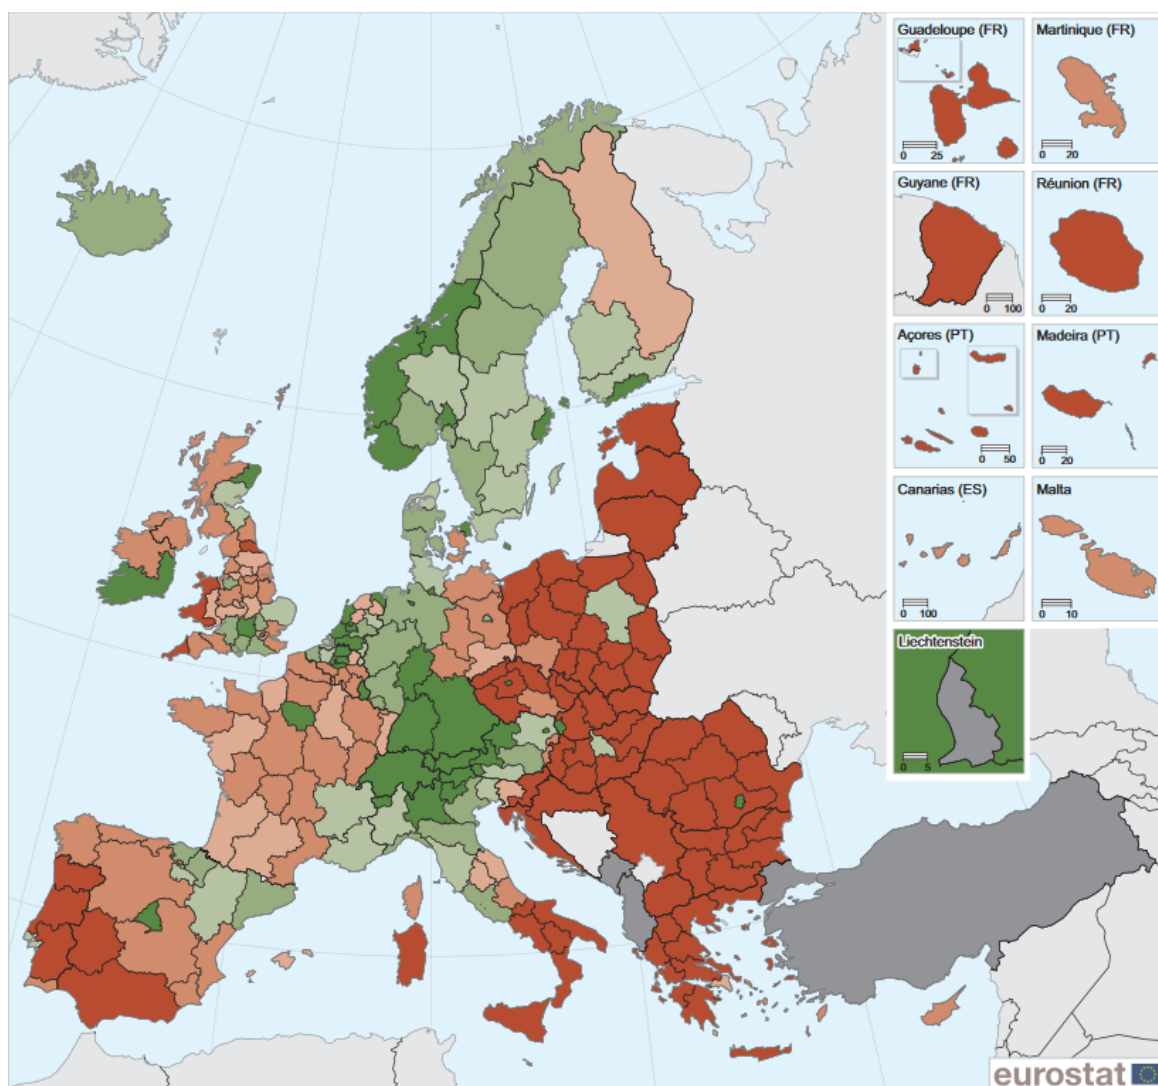 Guadeloupe (FR)
0 25
Martinique (FR)
0 20
Guyane (FR)
0 100
Réunion (FR)
0 20
Açores (PT)
0 50
Madeira (PT)
0 20
Canarias (ES)
0 100
Malta
0 10
Liechtenstein
0 5
eurostat